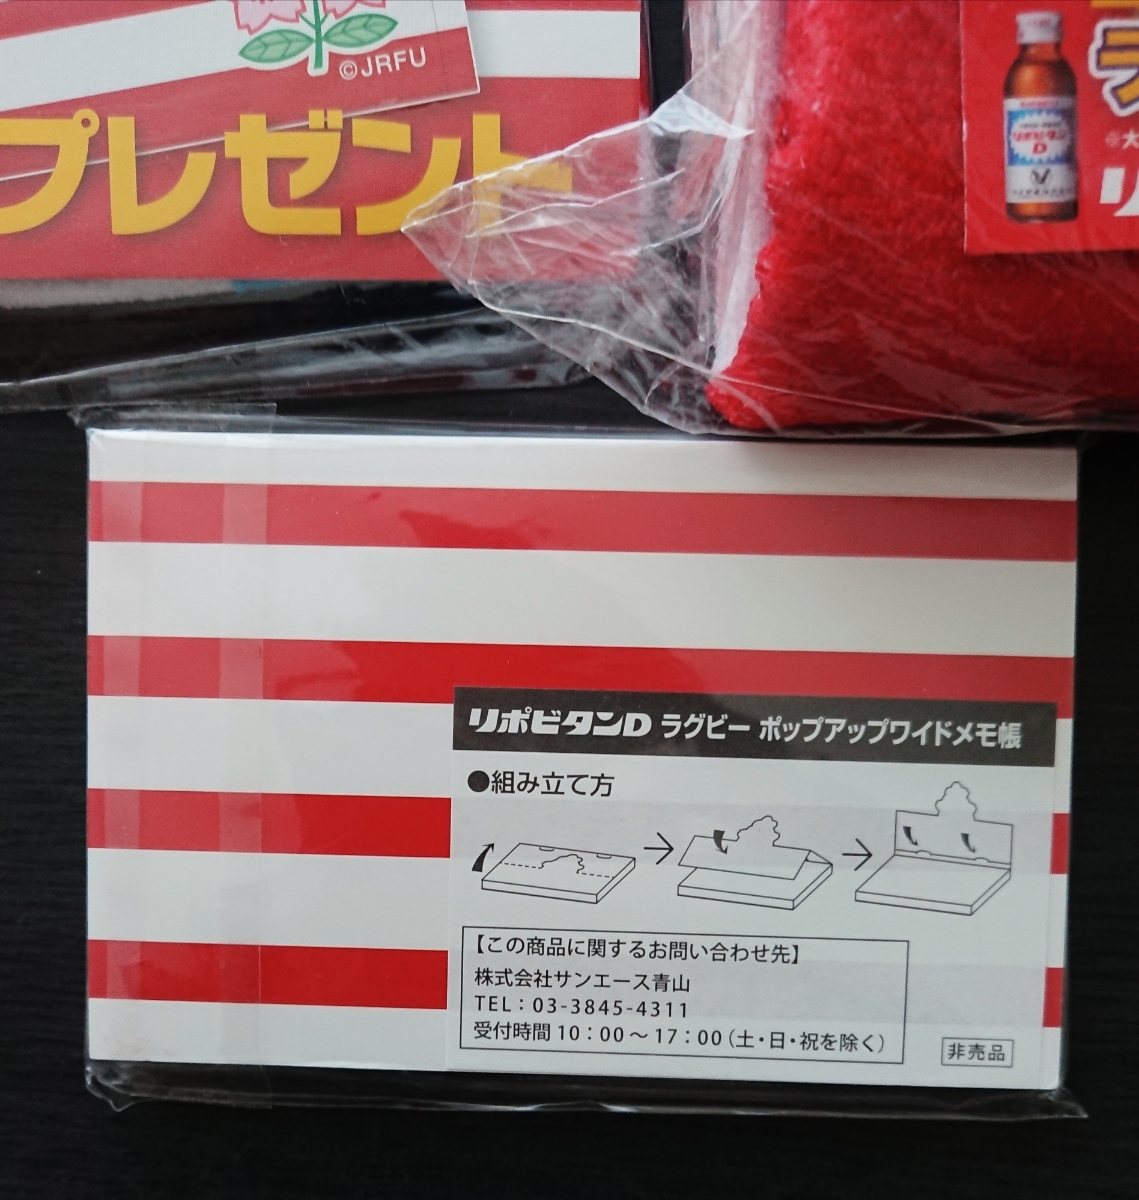 ©JRFU
プレゼント
リポビタン
D
リポビタンD ラグビー ポップアップワイドメモ帳
●組み立て方
【この商品に関するお問い合わせ先】
株式会社サンエース青山
TEL：03-3845-4311
受付時間 10：00～17：00（土・日・祝を除く）
非売品